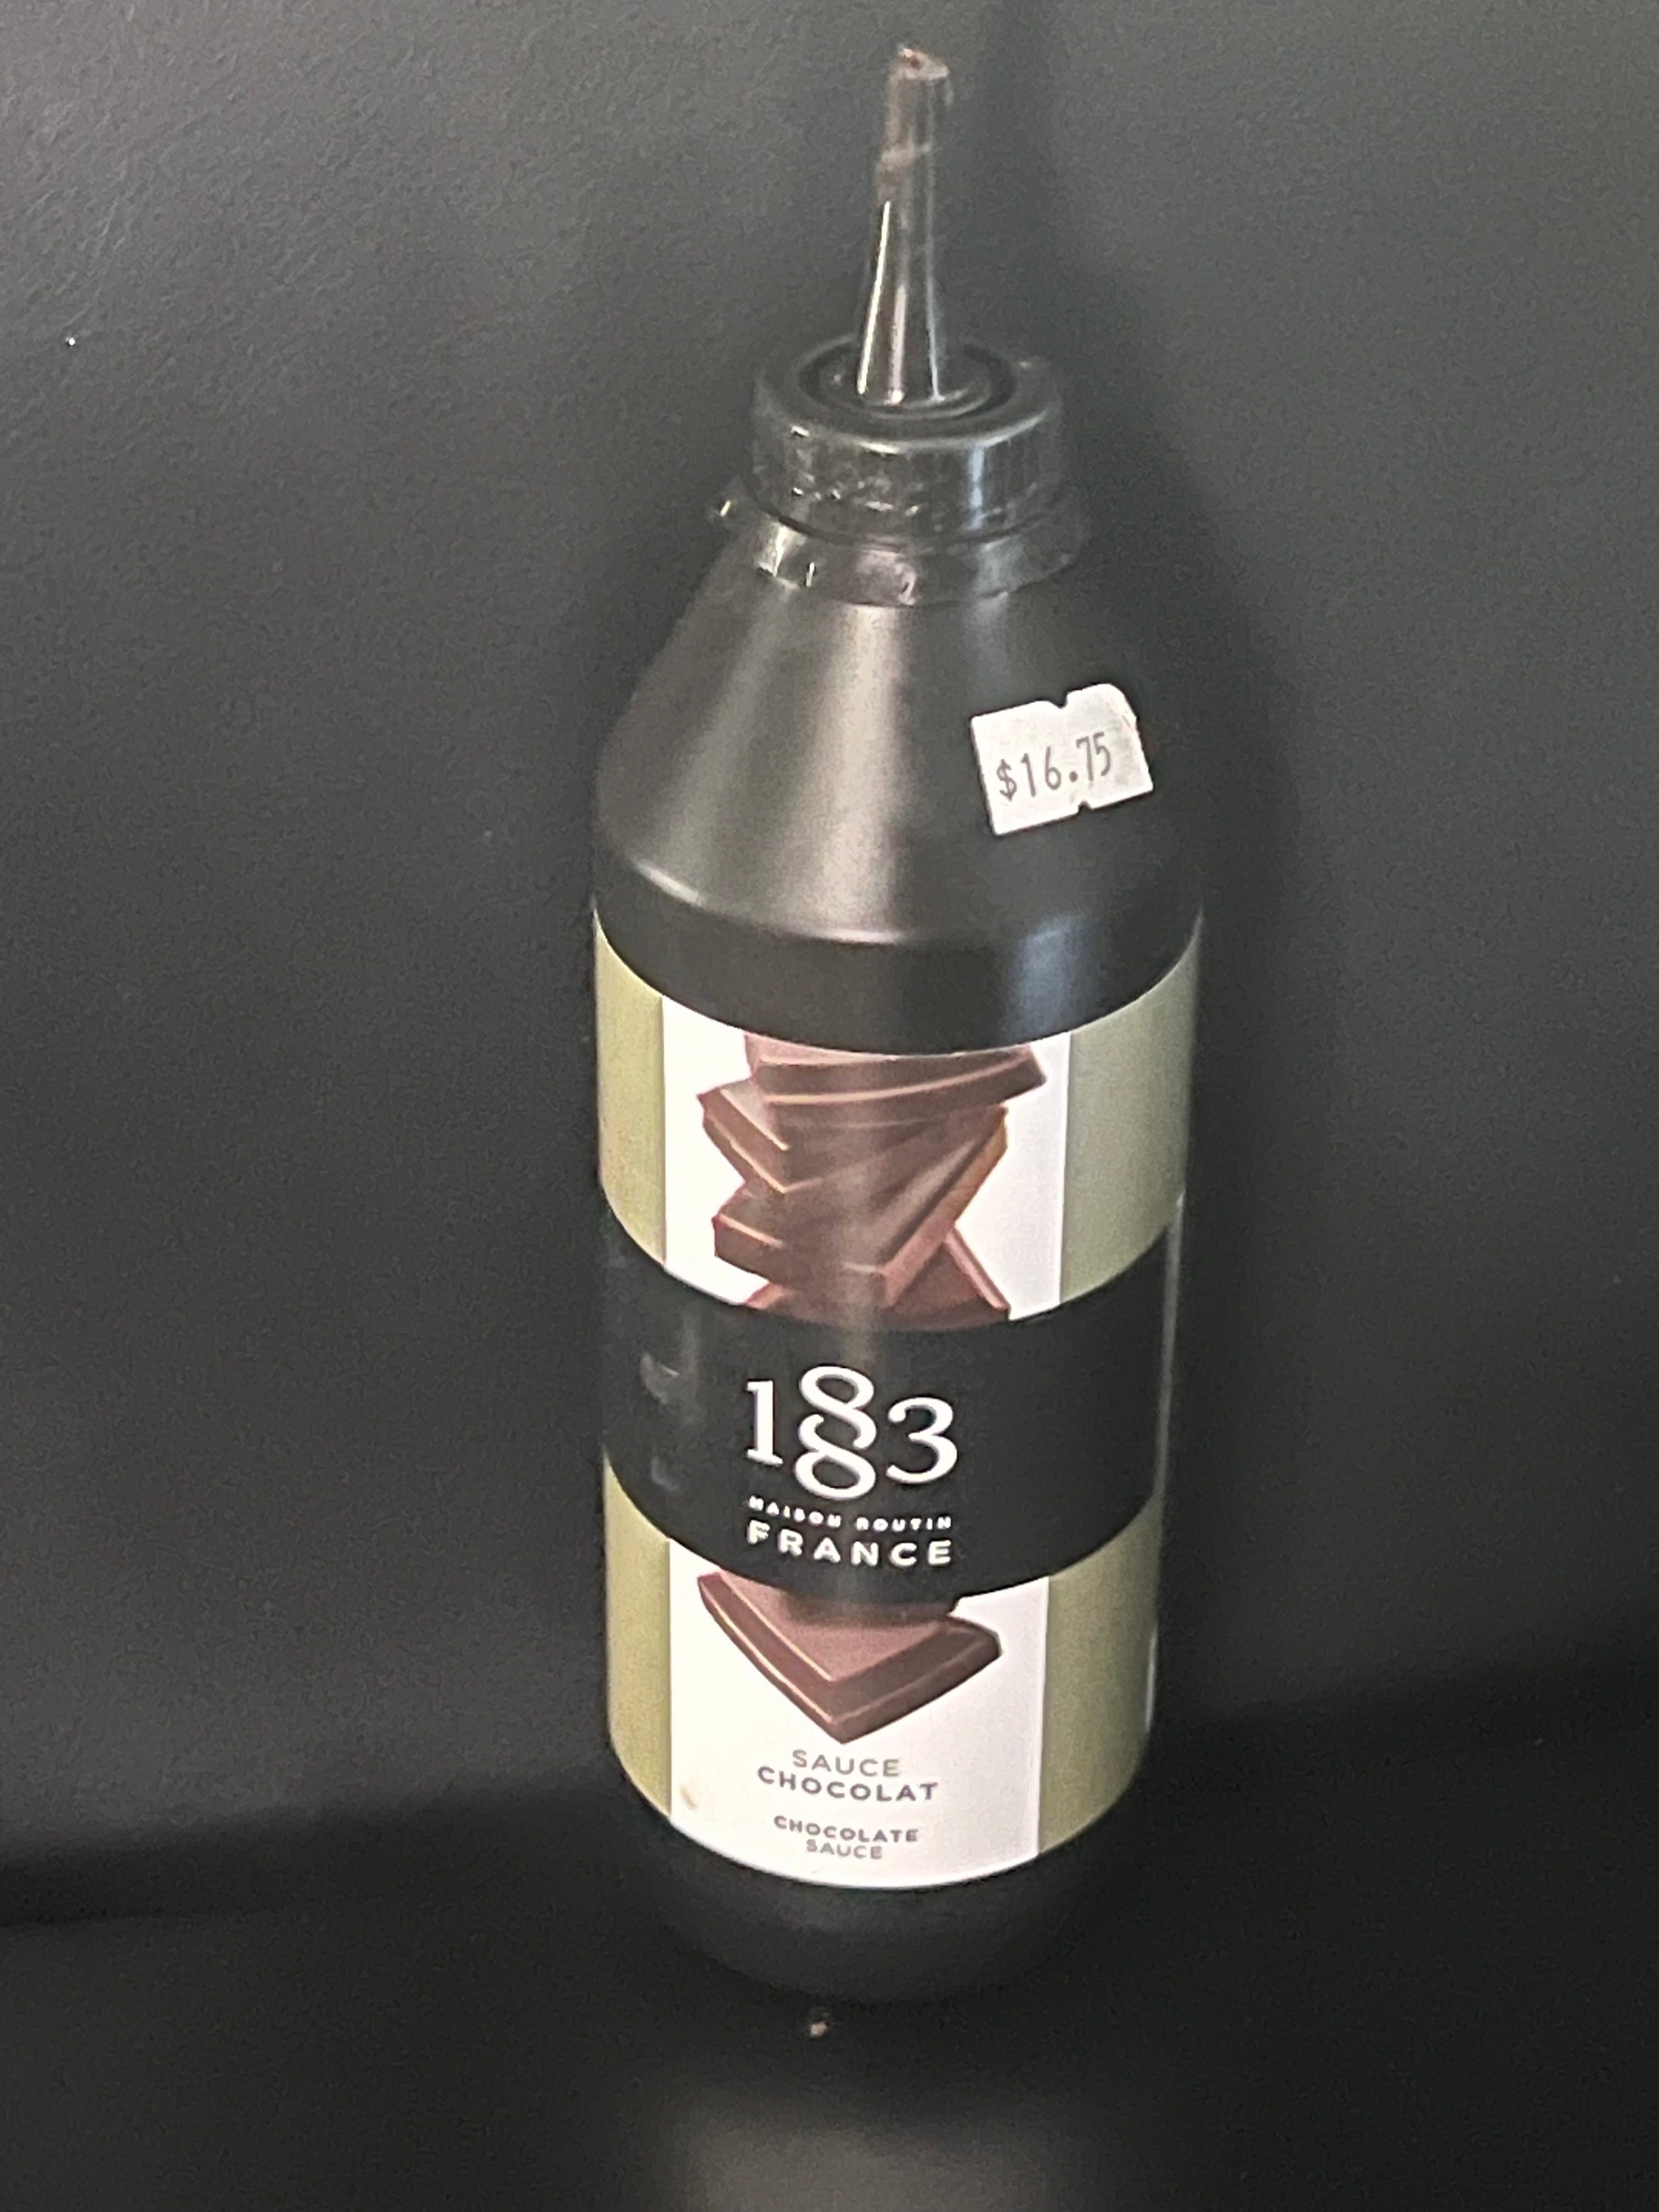 $16.75
1883
MAISON ROUTIN
FRANCE
SAUCE
CHOCOLAT
CHOCOLATE
SAUCE